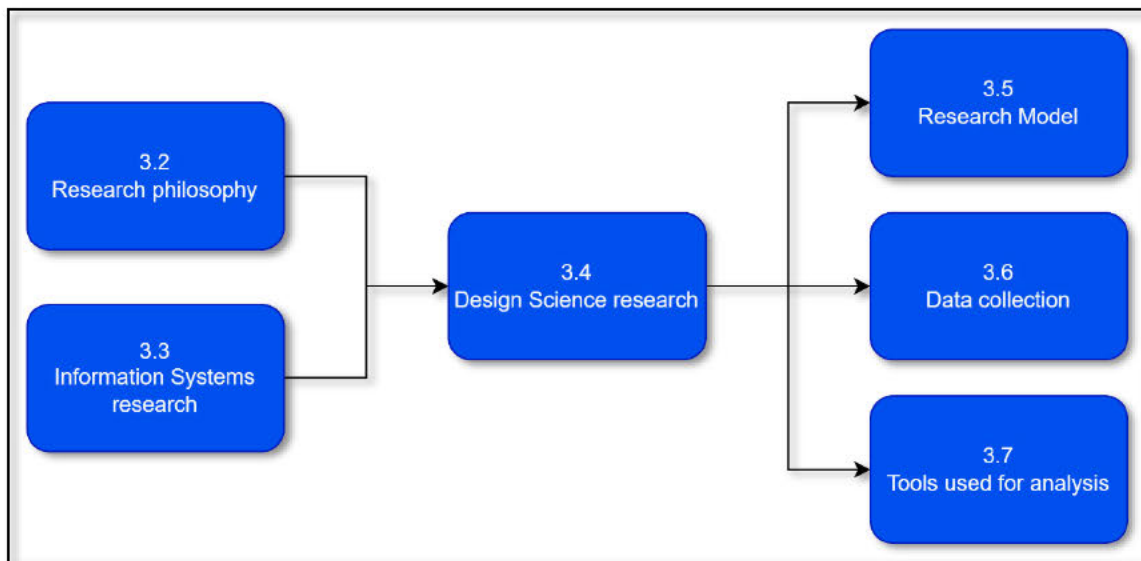 3.2
Research philosophy
3.3
Information Systems
research
3.4
Design Science research
3.5
Research Model
3.6
Data collection
3.7
Tools used for analysis